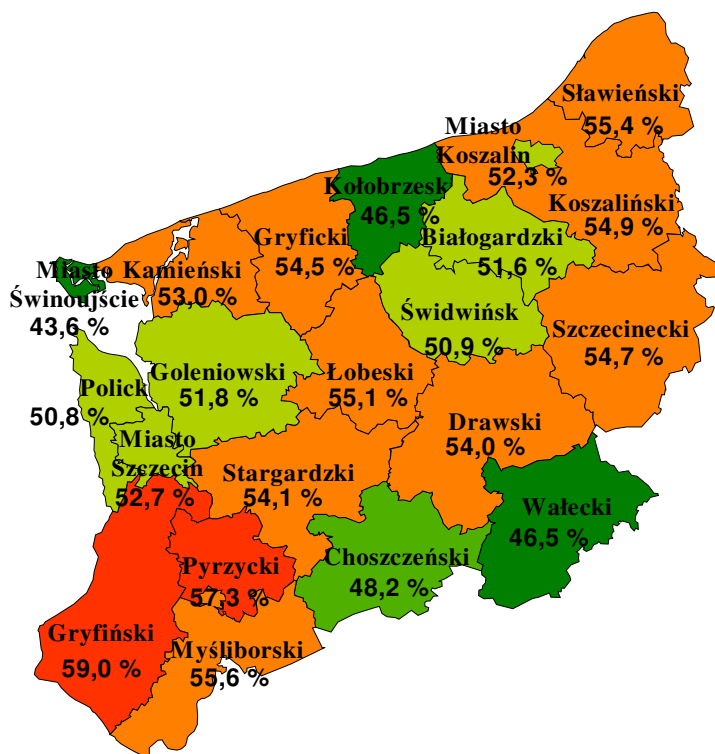 Sławieński
55,4 %
Miasto
Koszalin
52,3 %
Kołobrzesk
46,5 %
Koszaliński
54,9 %
Gryficki
54,5 %
Białogardzki
51,6 %
Miasto
Świnoujście
43,6 %
Kamieński
53,0 %
Świdwińsk
50,9 %
Szczecinecki
54,7 %
Goleniowski
51,8 %
Łobeski
55,1 %
Polick
50,8 %
Drawski
54,0 %
Miasto
Szczecin
52,7 %
Stargardzki
54,1 %
Wałecki
46,5 %
Choszczeński
48,2 %
Pyrzycki
57,3 %
Gryfiński
59,0 %
Myśliborski
55,6 %